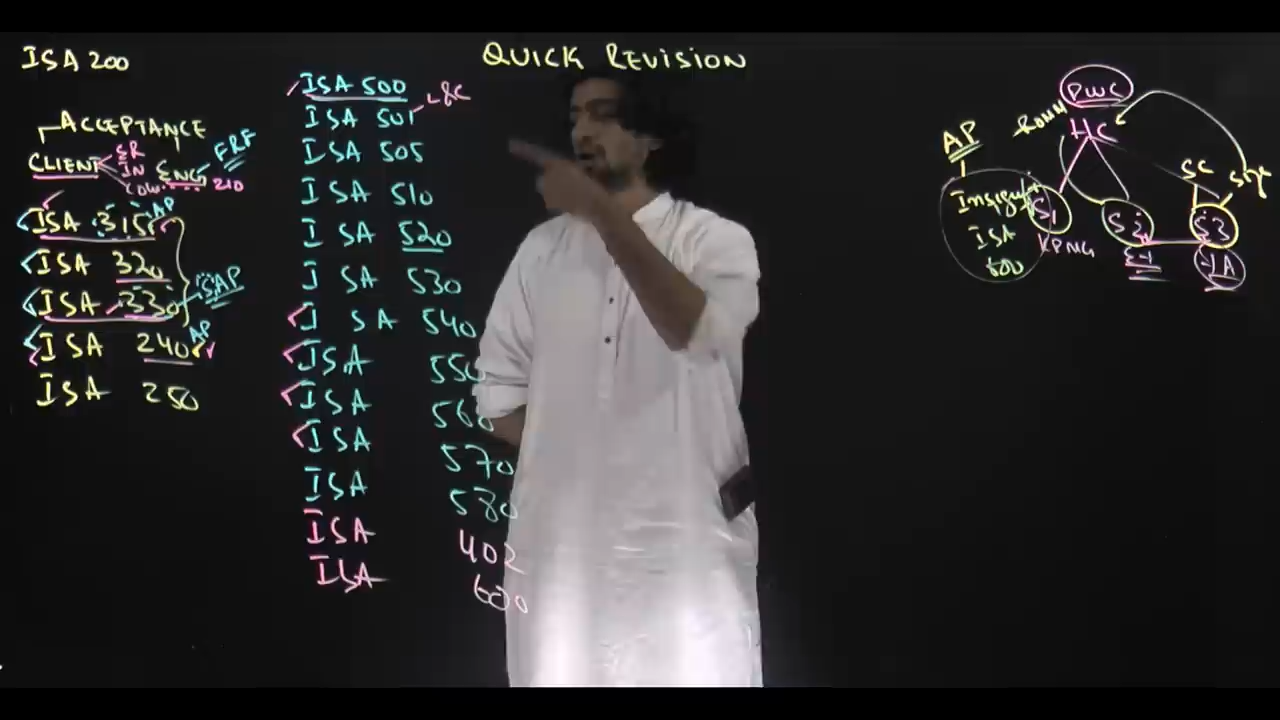 ISA 200
QUICK REVISION
ACCEPTANCE
CLIENT
SR
IN
ENG
FRF
210
ISA 315 AP
ISA 320
ISA 330 SAP
ISA 240 AP
ISA 250
ISA 500
ISA 501
ISA 505
ISA 510
ISA 520
ISA 530
ISA 540
ISA 550
ISA 560
ISA 570
ISA 580
ISA 402
ISA 600
PWC
HC
AP
ISA
600
S1
KPMG
S2
S3
SC